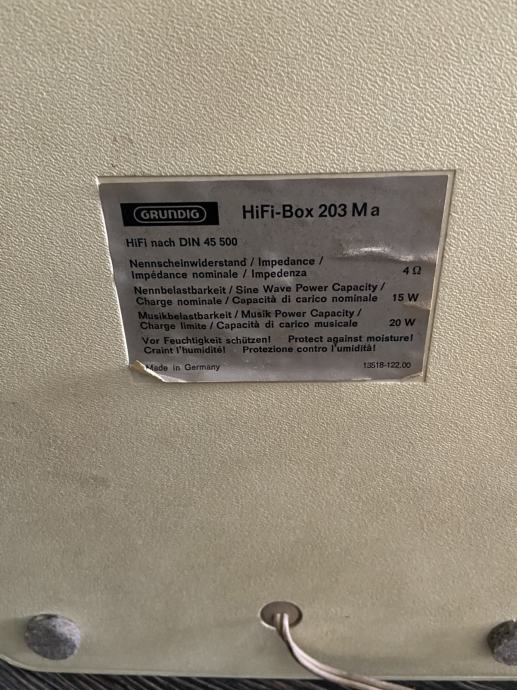 GRUNDIG HiFi-Box 203 M a
HiFi nach DIN 45 500
Nennscheinwiderstand / Impedance /
Impédance nominale / Impedenza 4 Ω
Nennbelastbarkeit / Sine Wave Power Capacity /
Charge nominale / Capacità di carico nominale 15 W
Musikbelastbarkeit / Musik Power Capacity /
Charge limite / Capacità di carico musicale 20 W
Vor Feuchtigkeit schützen! Protect against moisture!
Craint l'humidité! Protezione contro l'umidità!
Made in Germany 13518-122.00